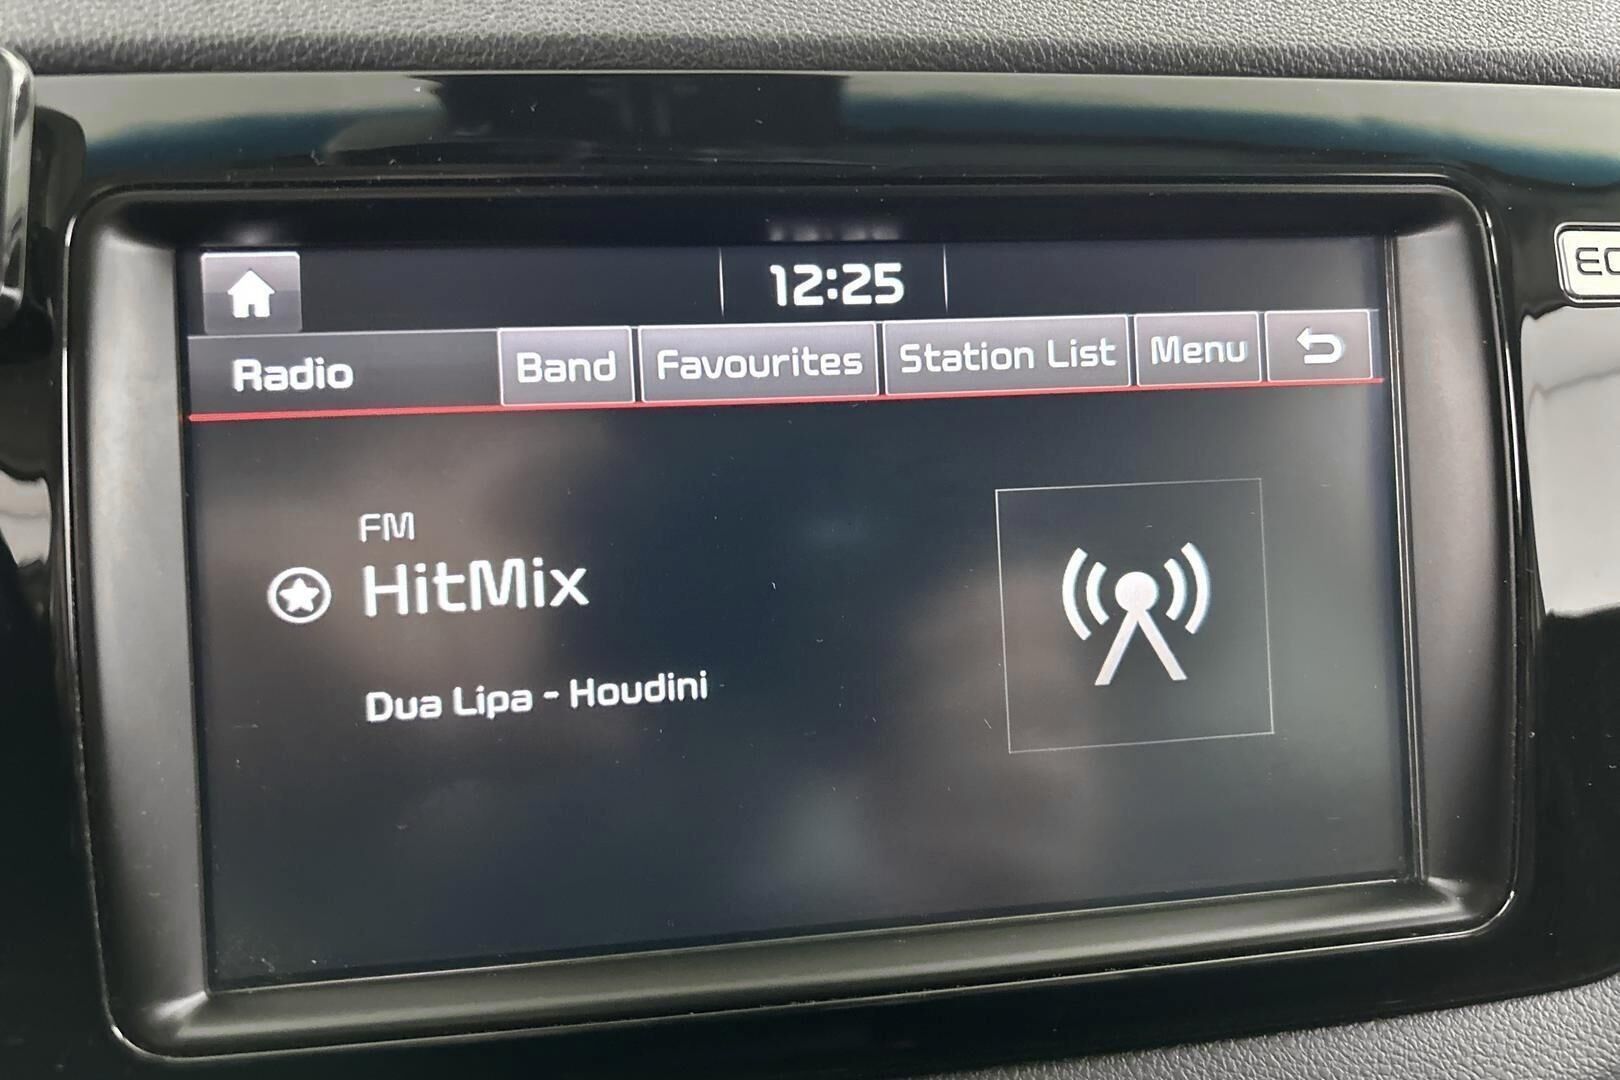 12:25
Radio Band Favourites Station List Menu
FM
HitMix
Dua Lipa - Houdini